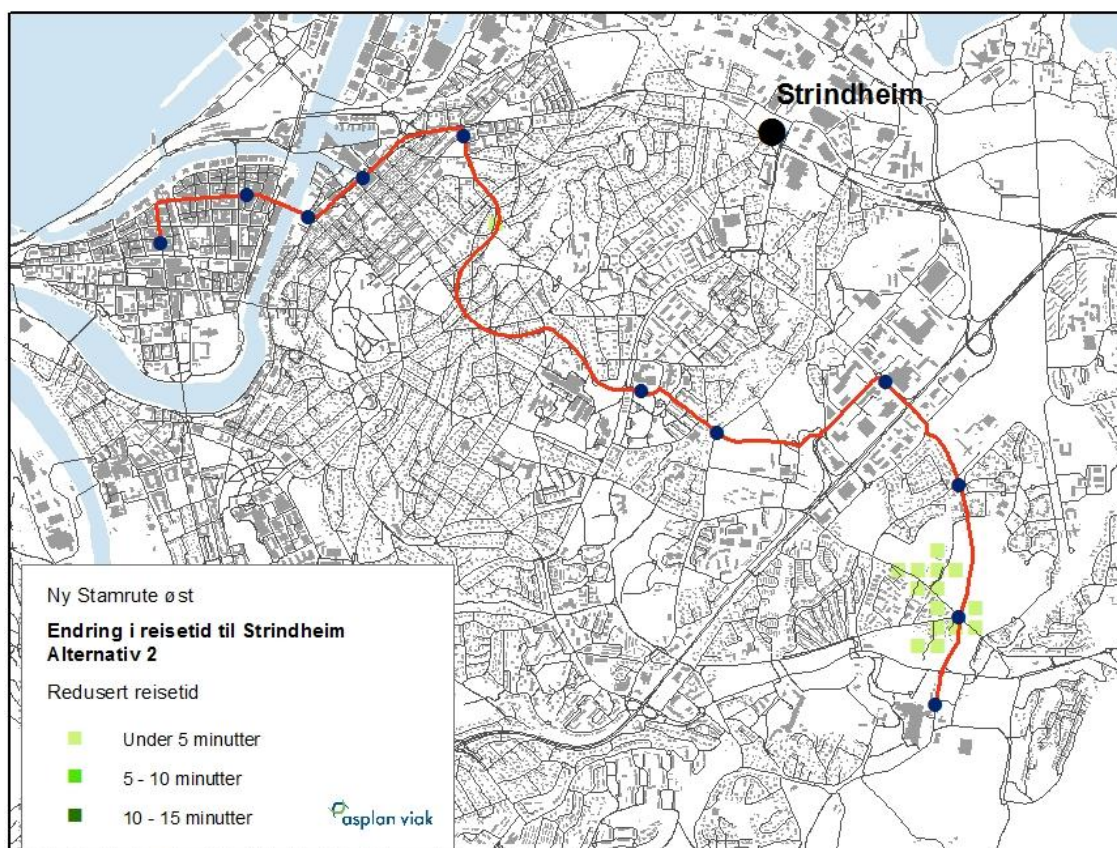 Strindheim
Ny Stamrute øst
Endring i reisetid til Strindheim
Alternativ 2
Redusert reisetid
Under 5 minutter
5 - 10 minutter
10 - 15 minutter
asplan viak